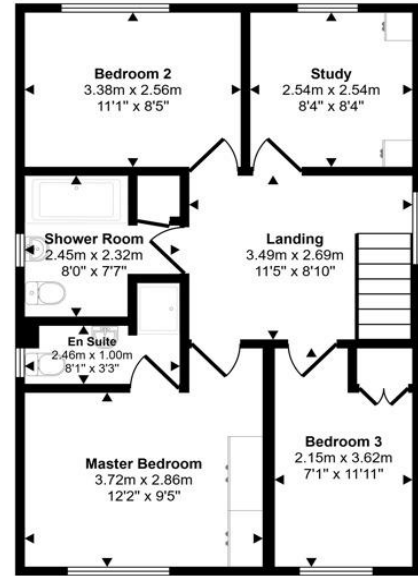 Bedroom 2
3.38m x 2.56m
11'1" x 8'5"
Study
2.54m x 2.54m
8'4" x 8'4"
Shower Room
2.45m x 2.32m
8'0" x 7'7"
Landing
3.49m x 2.69m
11'5" x 8'10"
En Suite
2.46m x 1.00m
8'1" x 3'3"
Master Bedroom
3.72m x 2.86m
12'2" x 9'5"
Bedroom 3
2.15m x 3.62m
7'1" x 11'11"